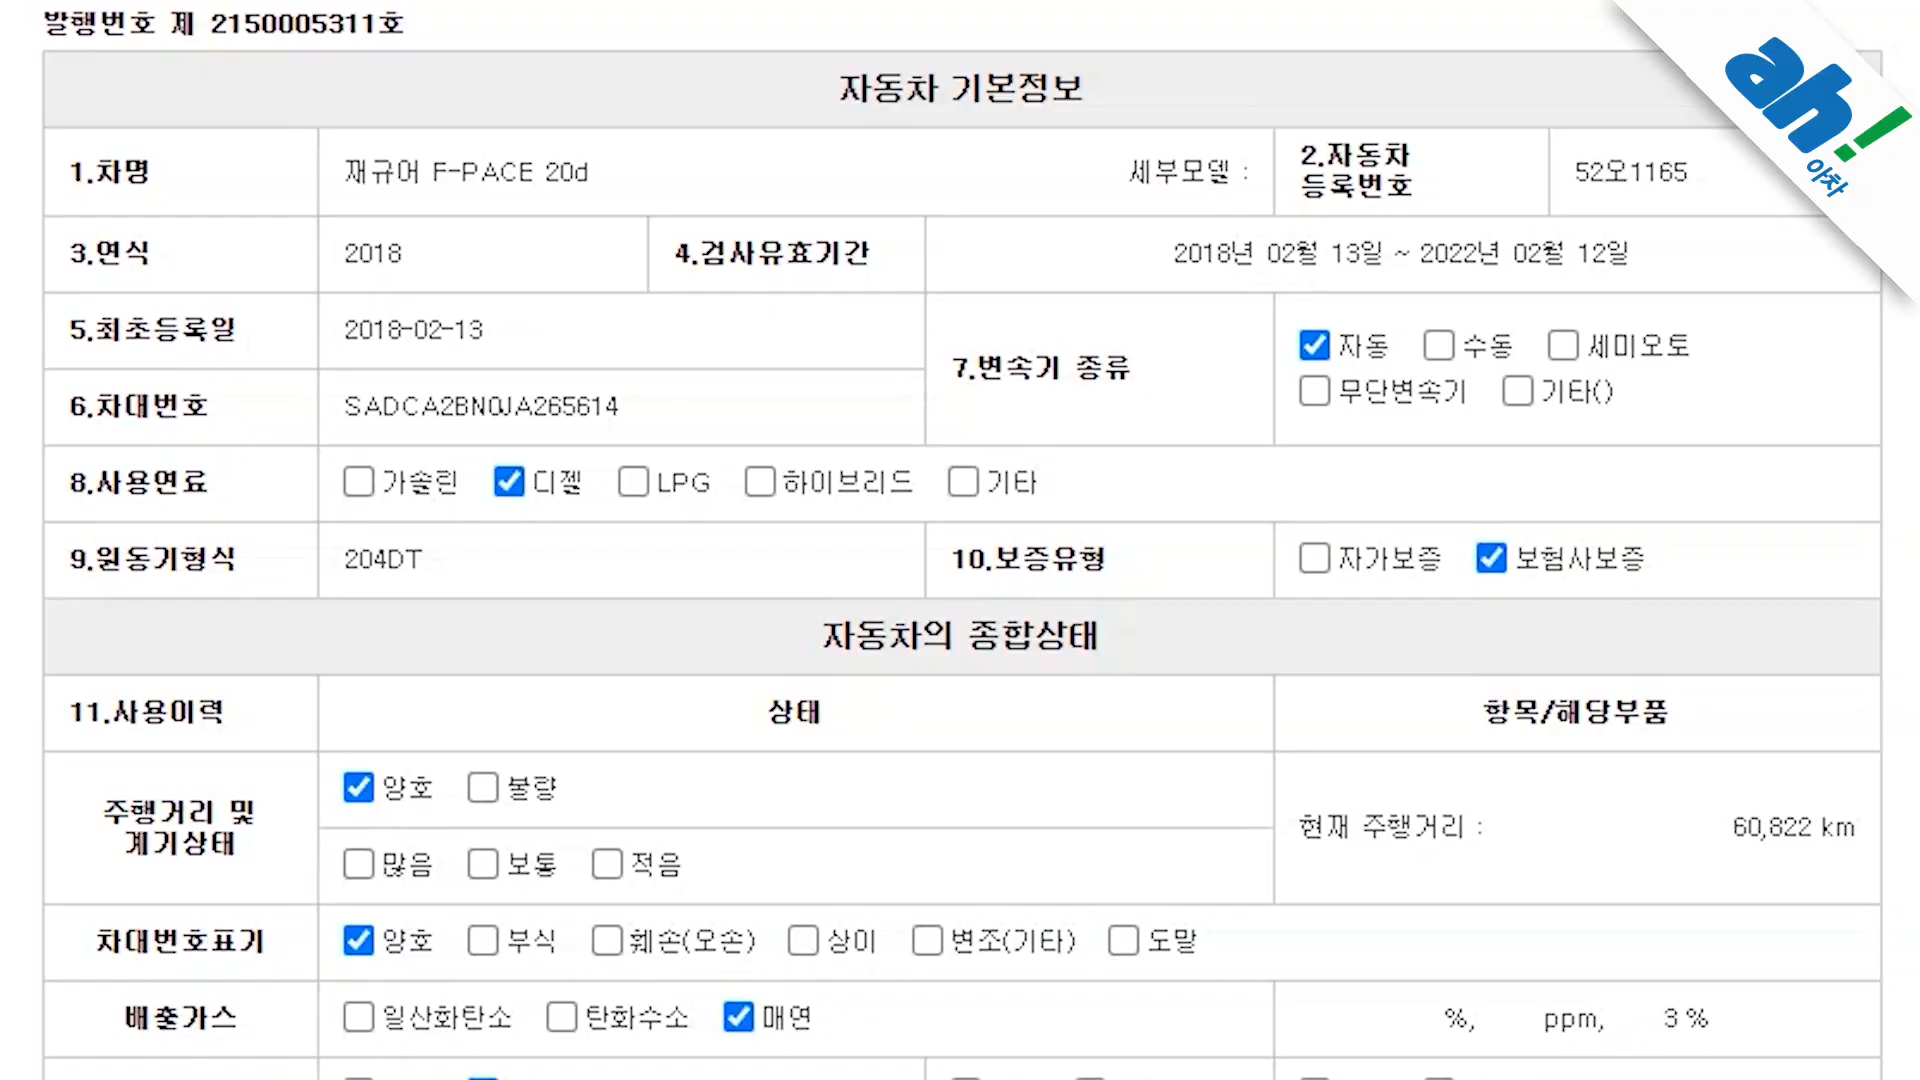 발행번호 제 2150005311호
자동차 기본정보
1.차명 재규어 F-PACE 20d 세부모델 : 2.자동차 등록번호 52오1165
3.연식 2018 4.검사유효기간 2018년 02월 13일 ~ 2022년 02월 12일
5.최초등록일 2018-02-13
7.변속기 종류 자동 수동 세미오토
무단변속기 기타()
6.차대번호 SADCA2BN0JA265614
8.사용연료 가솔린 디젤 LPG 하이브리드 기타
9.원동기형식 204DT 10.보증유형 자가보증 보험사보증
자동차의 종합상태
11.사용이력 상태 항목/해당부품
주행거리 및
계기상태
양호 불량
많음 보통 적음
현재 주행거리 : 60,822 km
차대번호표기 양호 부식 훼손(오손) 상이 변조(기타) 도말
배출가스 일산화탄소 탄화수소 매연 %, ppm, 3 %
ah!
아차